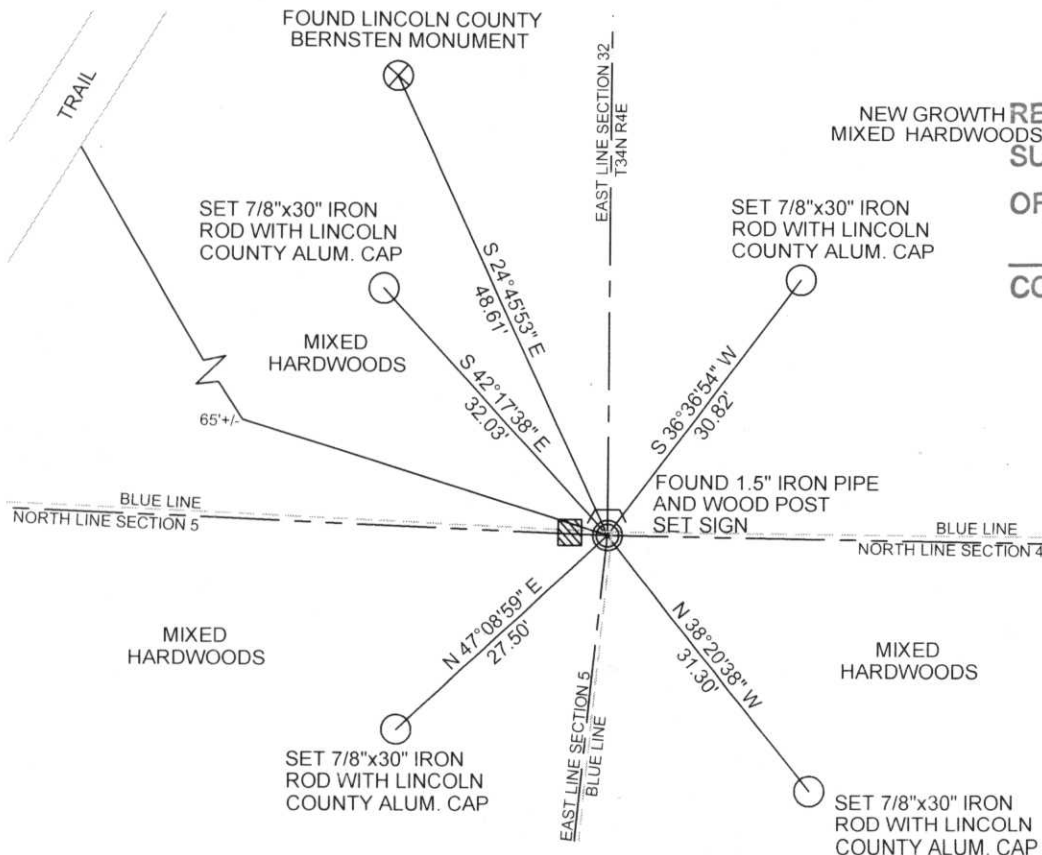 FOUND LINCOLN COUNTY
BERNSTEN MONUMENT
TRAIL
EAST LINE SECTION 32
T34N R4E
NEW GROWTH
MIXED HARDWOODS
RE
SU
OF
CO
SET 7/8"x30" IRON
ROD WITH LINCOLN
COUNTY ALUM. CAP
SET 7/8"x30" IRON
ROD WITH LINCOLN
COUNTY ALUM. CAP
S 24°45'53" E
48.61'
MIXED
HARDWOODS
S 42°17'38" E
32.03'
S 36°36'54" W
30.82'
65'+/-
FOUND 1.5" IRON PIPE
AND WOOD POST
SET SIGN
BLUE LINE
NORTH LINE SECTION 5
BLUE LINE
NORTH LINE SECTION 4
MIXED
HARDWOODS
N 47°08'59" E
27.50'
N 38°20'38" W
31.30'
MIXED
HARDWOODS
EAST LINE SECTION 5
BLUE LINE
SET 7/8"x30" IRON
ROD WITH LINCOLN
COUNTY ALUM. CAP
SET 7/8"x30" IRON
ROD WITH LINCOLN
COUNTY ALUM. CAP